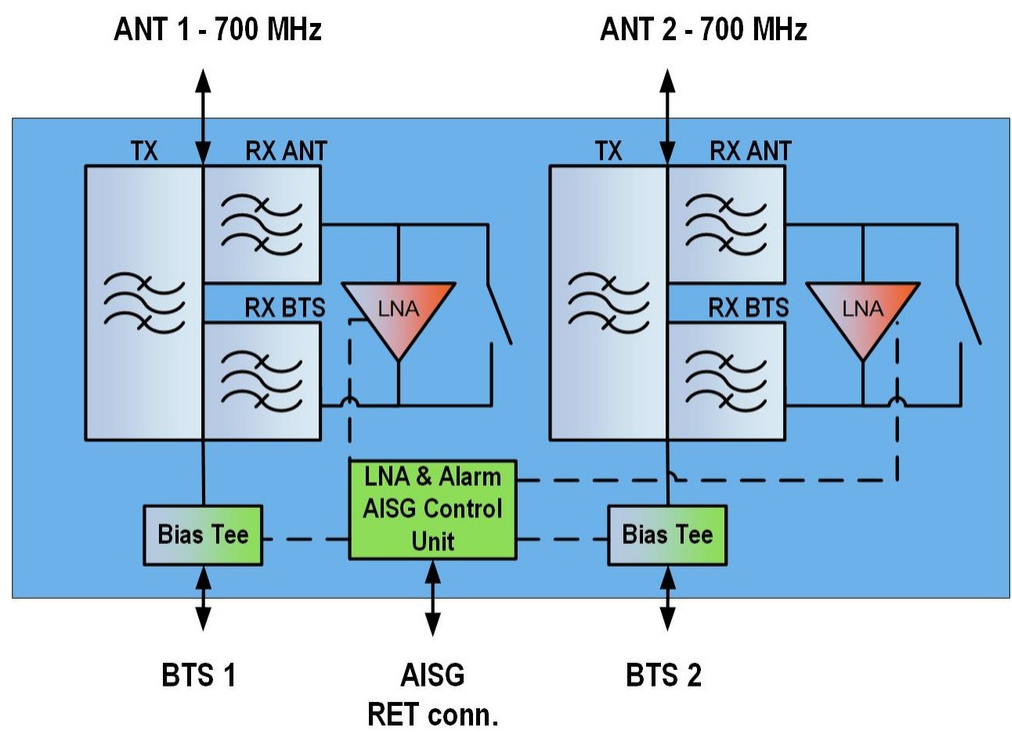 ANT 1 - 700 MHz
ANT 2 - 700 MHz
TX
RX ANT
TX
RX ANT
RX BTS
RX BTS
LNA
LNA
LNA & Alarm
AISG Control
Unit
Bias Tee
Bias Tee
BTS 1
AISG
RET conn.
BTS 2